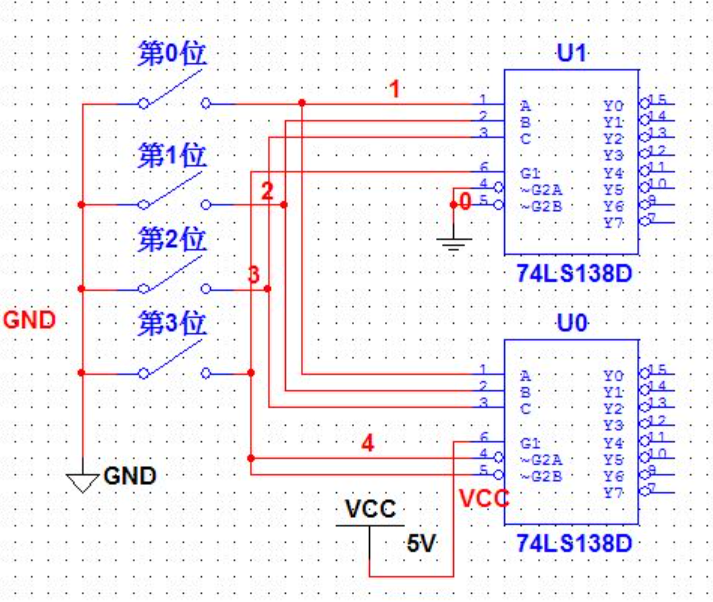 第0位
U1
1
1 A Y0 15
2 B Y1 14
3 C Y2 13
Y3 12
第1位
6 G1 Y4 11
4 ~G2A Y5 10
2
0
5 ~G2B Y6 9
Y7 7
第2位
3
74LS138D
GND
第3位
U0
1 A Y0 15
2 B Y1 14
3 C Y2 13
Y3 12
4
6 G1 Y4 11
4 ~G2A Y5 10
5 ~G2B Y6 9
Y7 7
GND
VCC
VCC
5V
74LS138D